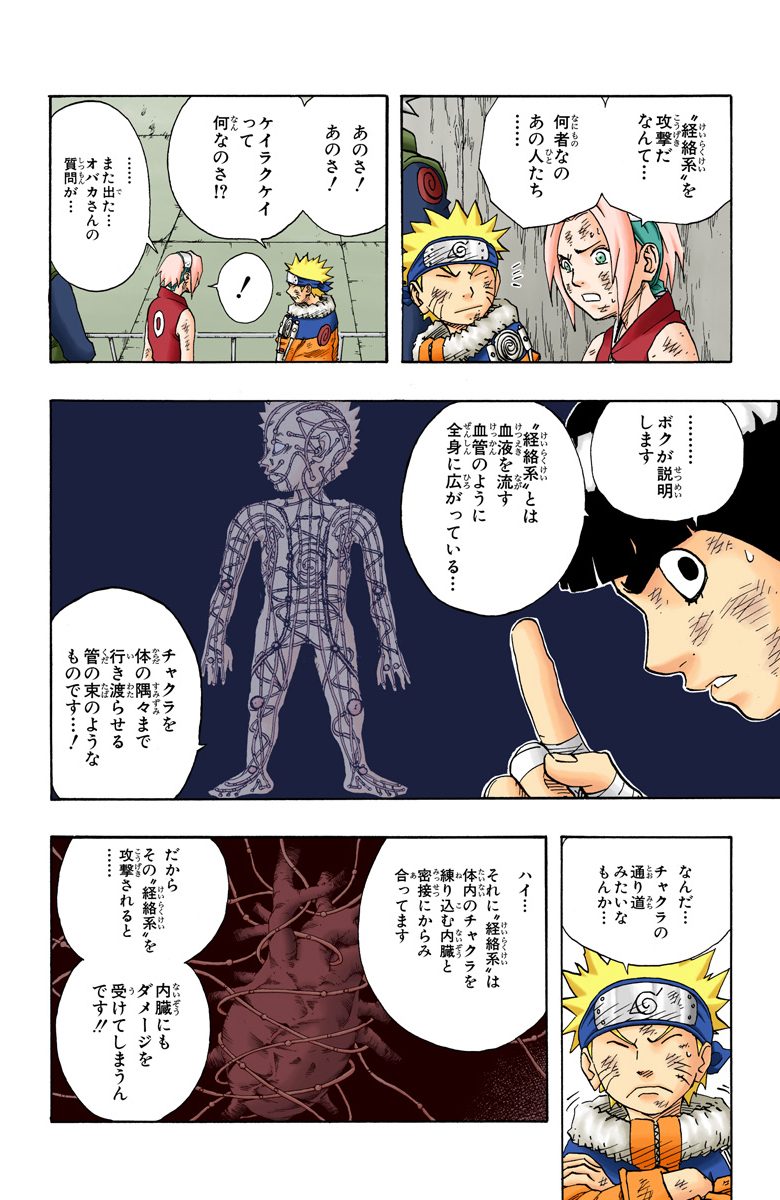 〝経絡系〟を
攻撃だ
なんて…
何者なの
あの人たち
……
あのさ！
あのさ！
ケイラクケイ
って
何なのさ!?
！
……
また出た…
オバカさんの
質問が…
………
ボクが説明
します
〝経絡系〟とは
血液を流す
血管のように
全身に広がっている…
チャクラを
体の隅々まで
行き渡らせる
管の束のような
ものです…！
なんだ…
チャクラの
通り道
みたいな
もんか…
ハイ…
それに〝経絡系〟は
体内のチャクラを
練り込む内臓と
密接にからみ
合ってます
だから
その〝経絡系〟を
攻撃されると
……
内臓にも
ダメージを
受けてしまうん
です!!